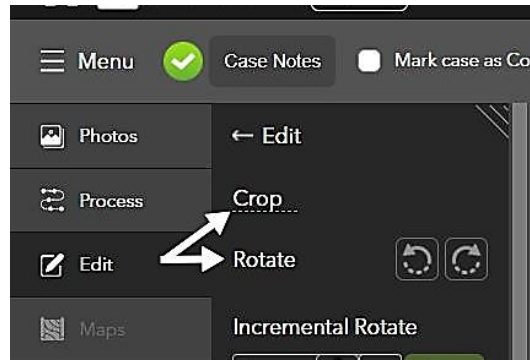 Menu
Case Notes
Mark case as Co
Photos
← Edit
Process
Crop
Edit
Rotate
Maps
Incremental Rotate